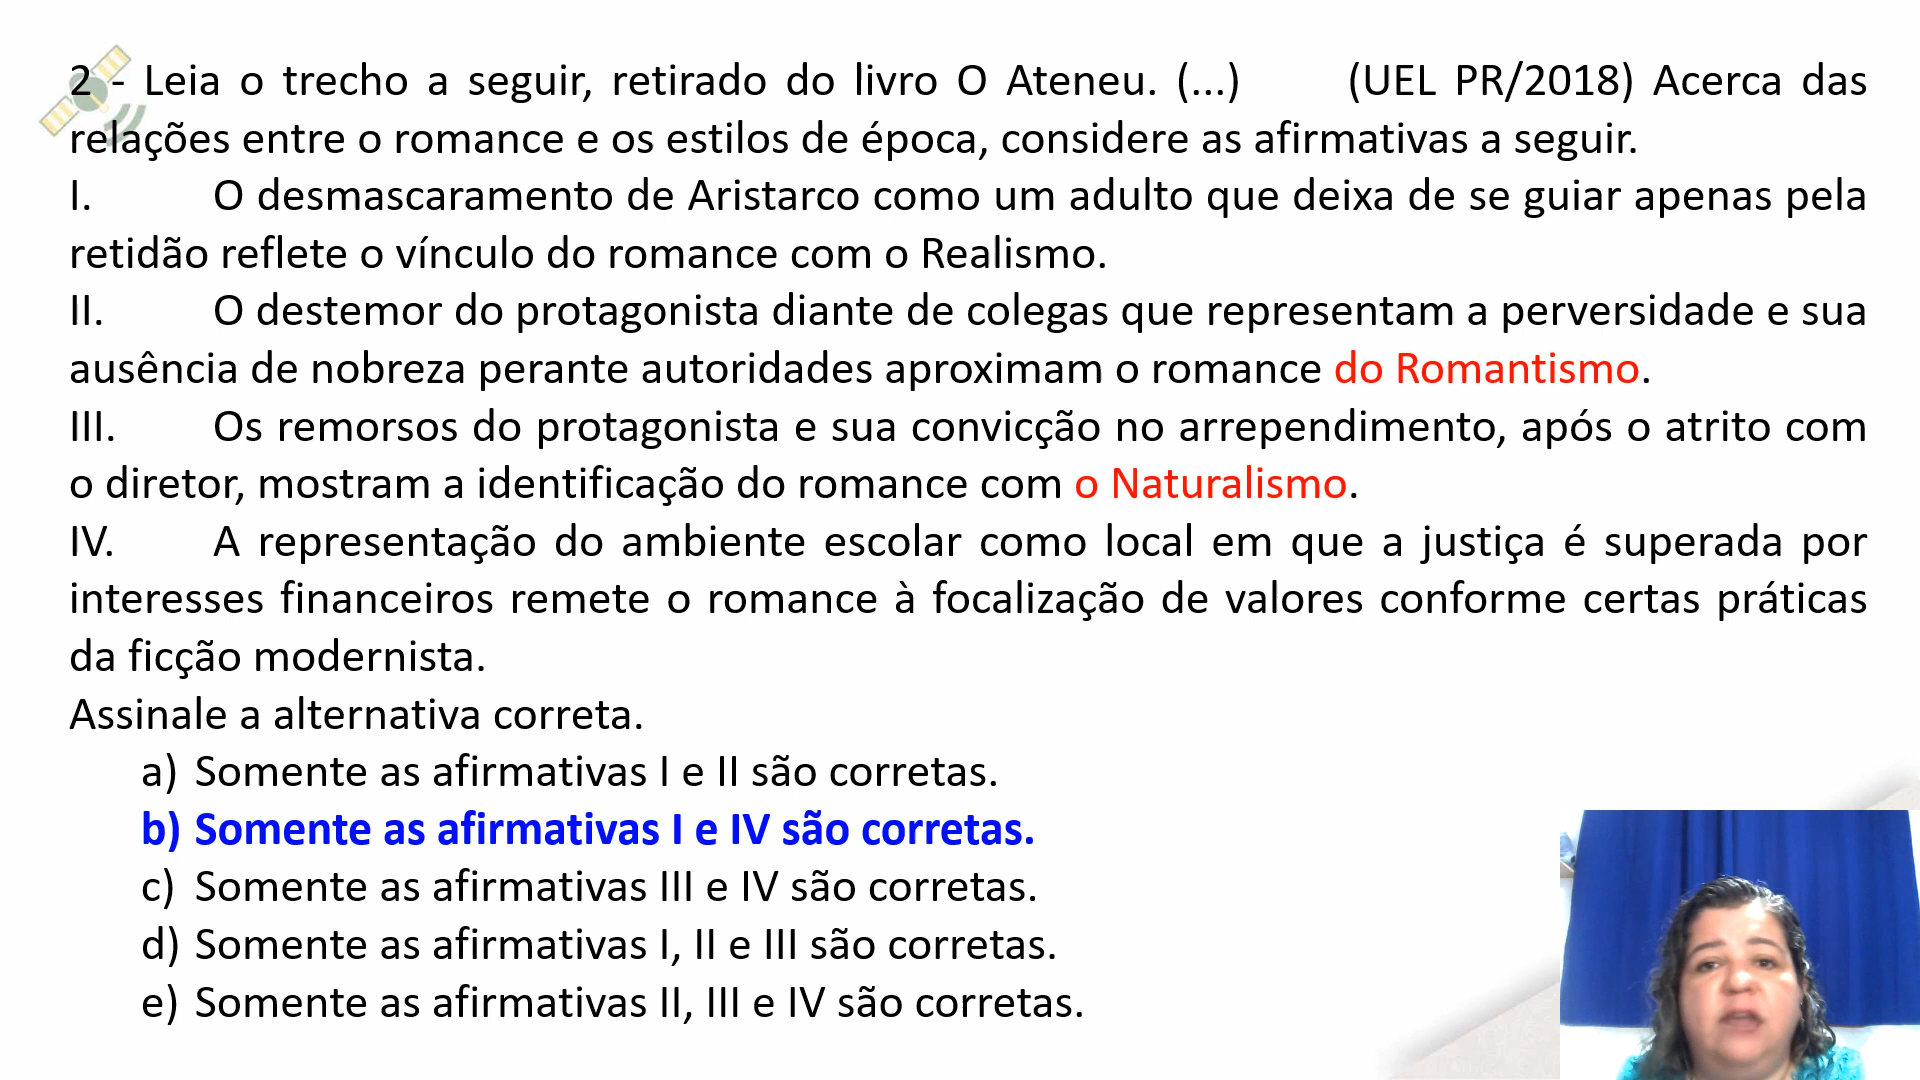 2 - Leia o trecho a seguir, retirado do livro O Ateneu. (...) (UEL PR/2018) Acerca das
relações entre o romance e os estilos de época, considere as afirmativas a seguir.
I. O desmascaramento de Aristarco como um adulto que deixa de se guiar apenas pela
retidão reflete o vínculo do romance com o Realismo.
II. O destemor do protagonista diante de colegas que representam a perversidade e sua
ausência de nobreza perante autoridades aproximam o romance do Romantismo.
III. Os remorsos do protagonista e sua convicção no arrependimento, após o atrito com
o diretor, mostram a identificação do romance com o Naturalismo.
IV. A representação do ambiente escolar como local em que a justiça é superada por
interesses financeiros remete o romance à focalização de valores conforme certas práticas
da ficção modernista.
Assinale a alternativa correta.
a) Somente as afirmativas I e II são corretas.
b) Somente as afirmativas I e IV são corretas.
c) Somente as afirmativas III e IV são corretas.
d) Somente as afirmativas I, II e III são corretas.
e) Somente as afirmativas II, III e IV são corretas.